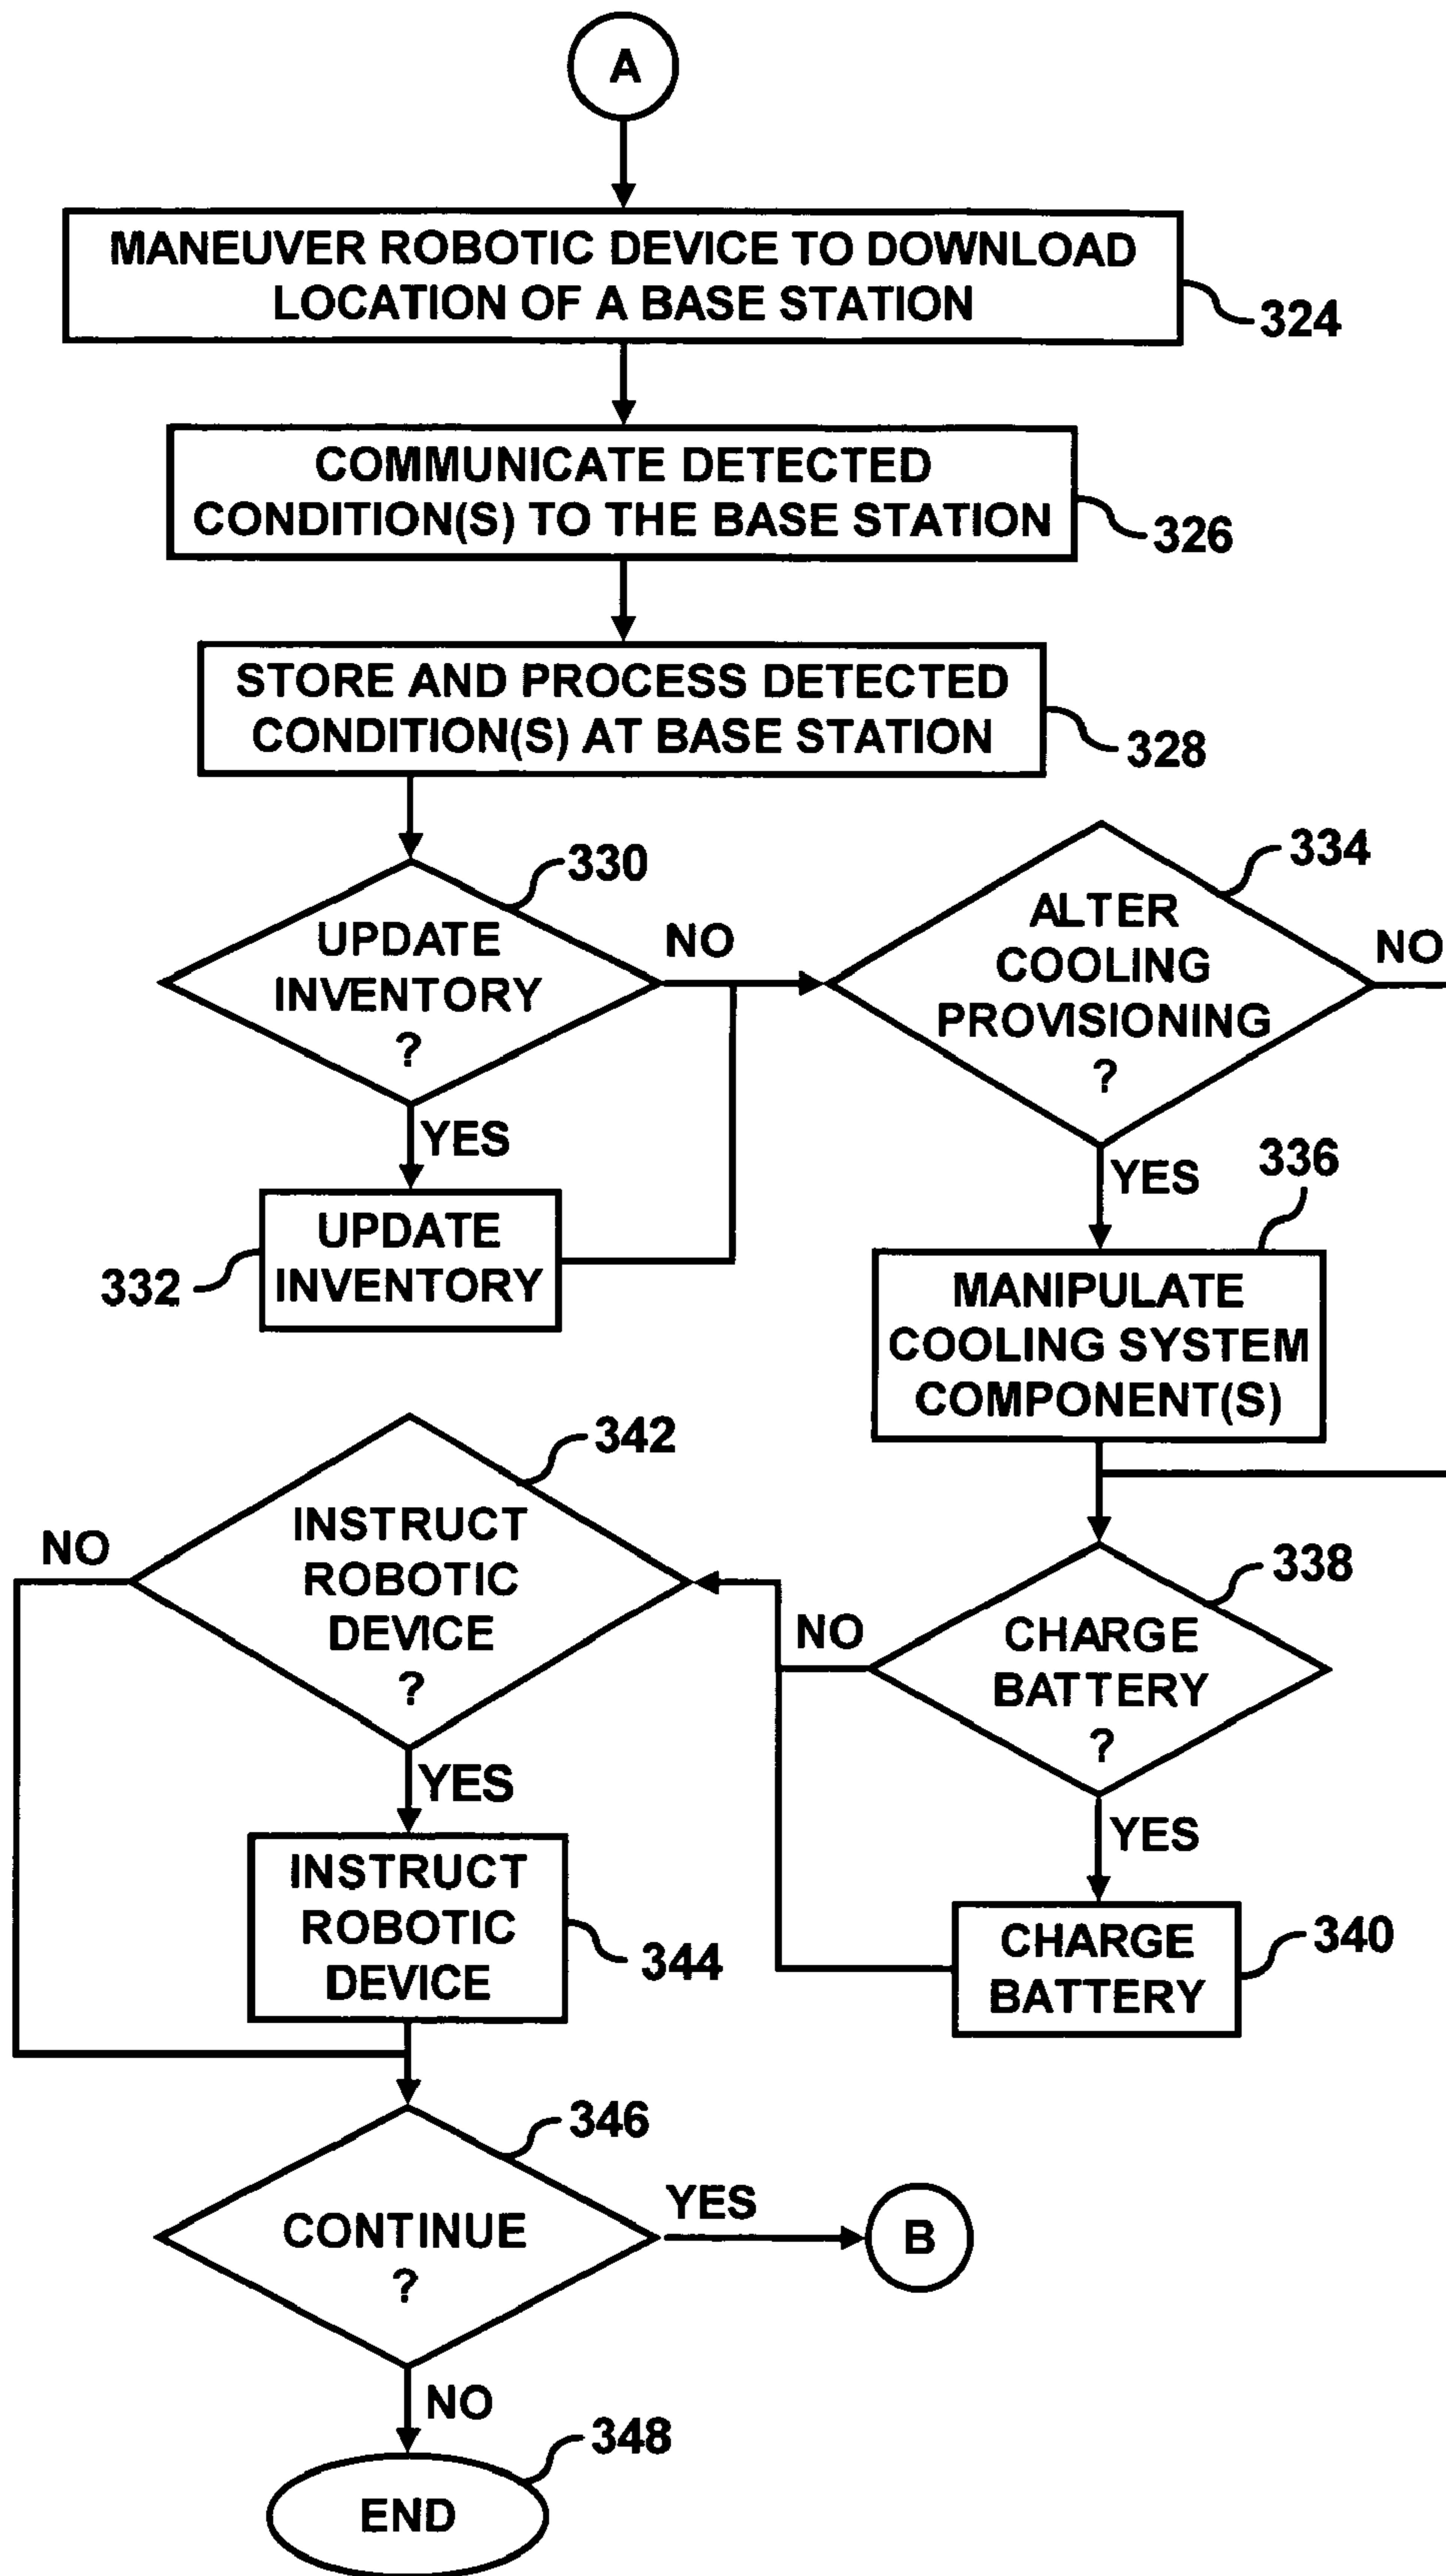 A
MANEUVER ROBOTIC DEVICE TO DOWNLOAD
LOCATION OF A BASE STATION
324
COMMUNICATE DETECTED
CONDITION(S) TO THE BASE STATION
326
STORE AND PROCESS DETECTED
CONDITION(S) AT BASE STATION
328
330
UPDATE
INVENTORY
?
NO
YES
UPDATE
INVENTORY
332
334
ALTER
COOLING
PROVISIONING
?
NO
YES
336
MANIPULATE
COOLING SYSTEM
COMPONENT(S)
338
CHARGE
BATTERY
?
NO
YES
CHARGE
BATTERY
340
342
INSTRUCT
ROBOTIC
DEVICE
?
NO
YES
INSTRUCT
ROBOTIC
DEVICE
344
346
CONTINUE
?
YES
B
NO
348
END